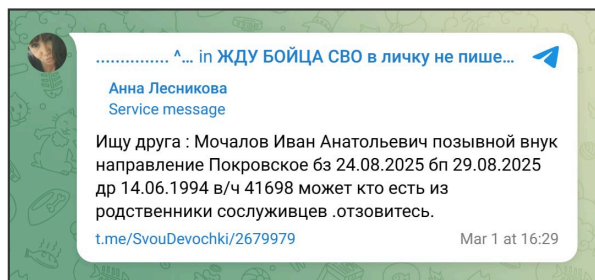 ............... ^... in ЖДУ БОЙЦА СВО в личку не пише...
Анна Лесникова
Service message
Ищу друга : Мочалов Иван Анатольевич позывной внук
направление Покровское бз 24.08.2025 бп 29.08.2025
др 14.06.1994 в/ч 41698 может кто есть из
родственники сослуживцев .отзовитесь.
t.me/SvouDevochki/2679979
Mar 1 at 16:29